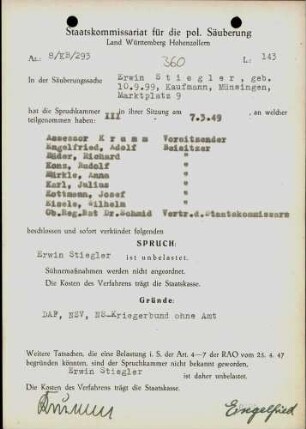 Staatskommissariat für die pol. Säuberung
Land Württemberg Hohenzollern
Az.: 8/KB/293
360
L. 143
In der Säuberungssache Erwin Stiegler, geb.
10.9.99, Kaufmann, Münsingen,
Marktplatz 9
hat die Spruchkammer III in ihrer Sitzung am 7.3.49, an welcher
teilgenommen haben:
Assessor Krumm Vorsitzender
Engelfried, Adolf Beisitzer
Röder, Richard "
Konz, Rudolf "
Märkle, Anna "
Karl, Julius "
Kottmann, Josef "
Eisele, Wilhelm "
Ob.Reg.Rat Dr.Schmid Vertr.d.Staatskommissars
beschlossen und sofort verkündet folgenden
SPRUCH:
Erwin Stiegler ist unbelastet.
Sühnemaßnahmen werden nicht angeordnet.
Die Kosten des Verfahrens trägt die Staatskasse.
Gründe:
DAF, NSV, NS-Kriegerbund ohne Amt
Weitere Tatsachen, die eine Belastung i. S. der Art. 4—7 der RAO vom 25. 4. 47
begründen könnten, sind der Spruchkammer nicht bekannt geworden.
Erwin Stiegler ist daher unbelastet.
Die Kosten des Verfahrens trägt die Staatskasse.
Krumm
Engelfried